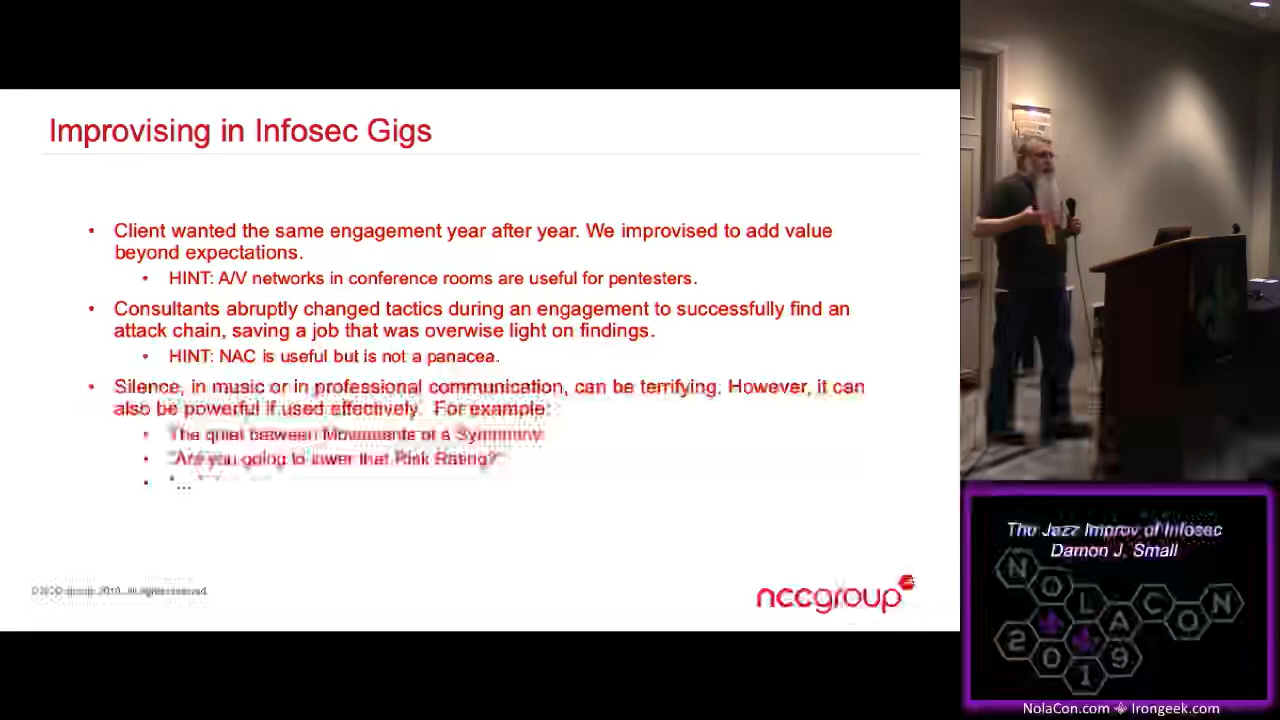 Improvising in Infosec Gigs
• Client wanted the same engagement year after year. We improvised to add value
beyond expectations.
• HINT: A/V networks in conference rooms are useful for pentesters.
• Consultants abruptly changed tactics during an engagement to successfully find an
attack chain, saving a job that was overwise light on findings.
• HINT: NAC is useful but is not a panacea.
• Silence, in music or in professional communication, can be terrifying. However, it can
also be powerful if used effectively. For example:
• The quiet between Movements of a Symphony
• "Are you going to lower that Risk Rating?"
• "...
nccgroup
The Jazz Improv of Infosec
Damon J. Small
NOLACON
2019
NolaCon.com Irongeek.com